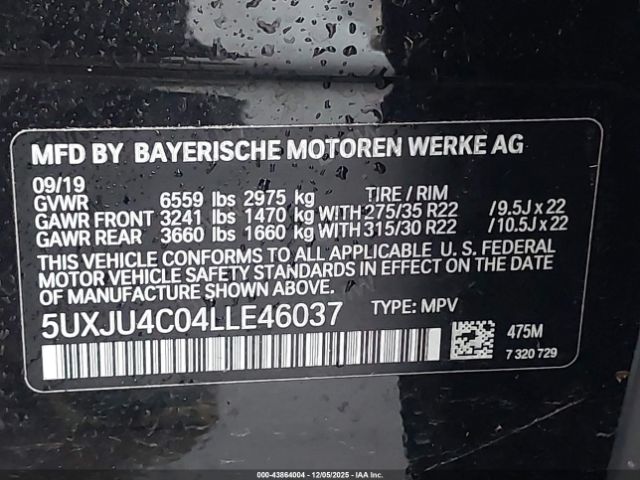 MFD BY BAYERISCHE MOTOREN WERKE AG
09/19
GVWR 6559 lbs 2975 kg TIRE / RIM
GAWR FRONT 3241 lbs 1470 kg WITH 275/35 R22 /9.5J x 22
GAWR REAR 3660 lbs 1660 kg WITH 315/30 R22 /10.5J x 22
THIS VEHICLE CONFORMS TO ALL APPLICABLE U. S. FEDERAL
MOTOR VEHICLE SAFETY STANDARDS IN EFFECT ON THE DATE
OF MANUFACTURE SHOWN ABOVE.
5UXJU4C04LLE46037 TYPE: MPV
475M
7 320 729
000-43864004 - 12/05/2025 - IAA Inc.